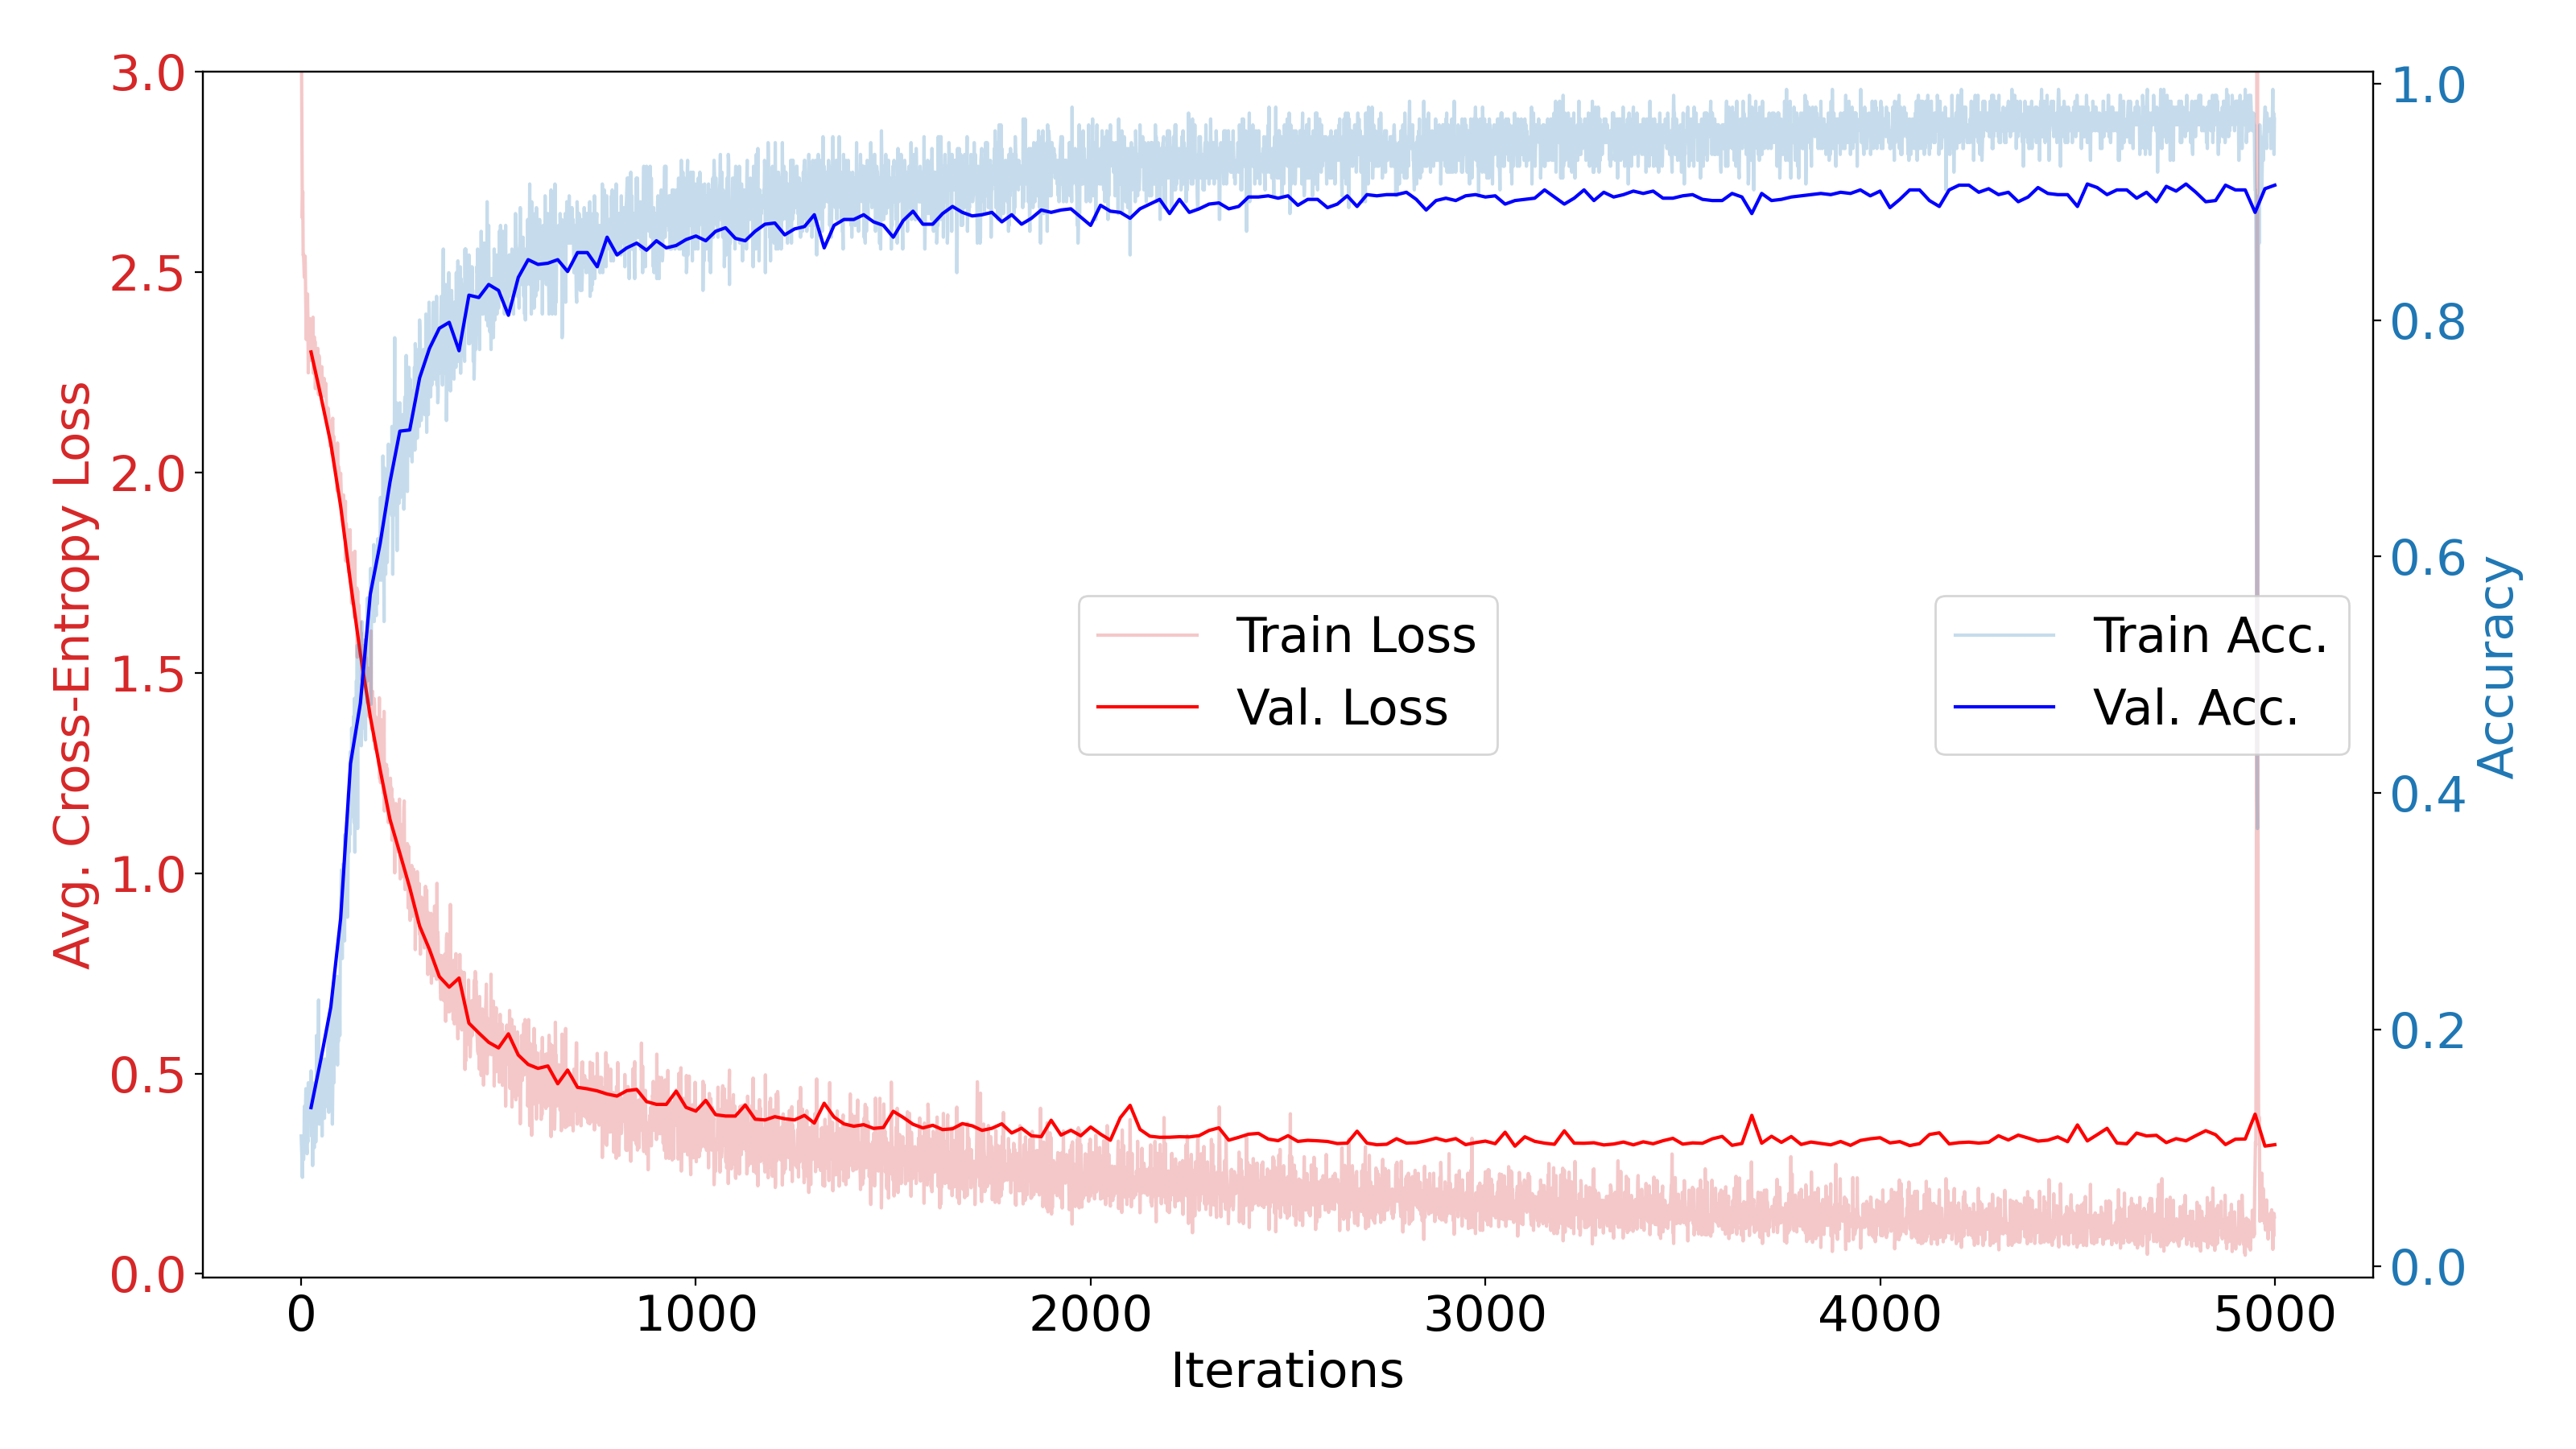 3.0
2.5
2.0
1.5
1.0
0.5
0.0
Avg. Cross-Entropy Loss
Train Loss
Val. Loss
Train Acc.
Val. Acc.
1.0
0.8
0.6
0.4
0.2
0.0
Accuracy
0 1000 2000 3000 4000 5000
Iterations